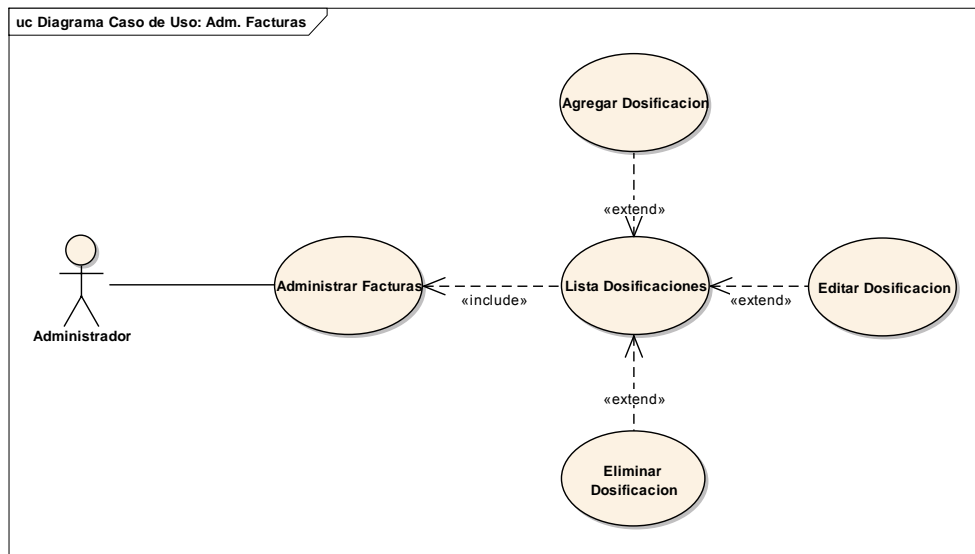 uc Diagrama Caso de Uso: Adm. Facturas
Agregar Dosificacion
«extend»
Administrador
Administrar Facturas
«include»
Lista Dosificaciones
«extend»
Editar Dosificacion
«extend»
Eliminar
Dosificacion